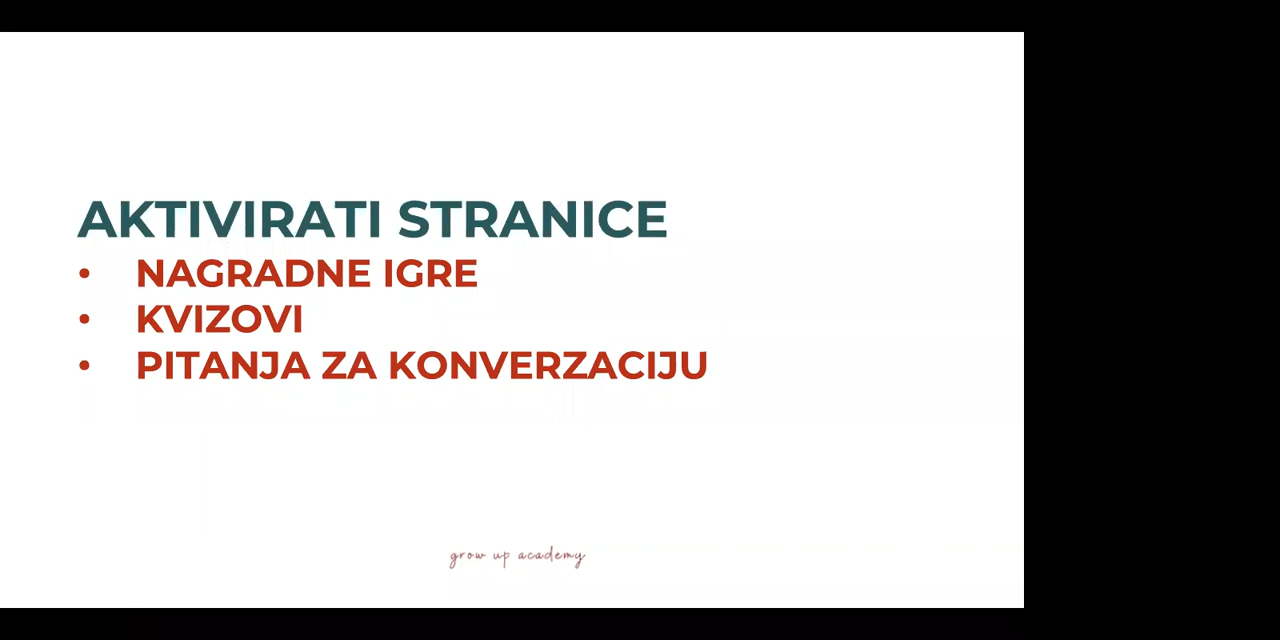 AKTIVIRATI STRANICE
• NAGRADNE IGRE
• KVIZOVI
• PITANJA ZA KONVERZACIJU
grow up academy